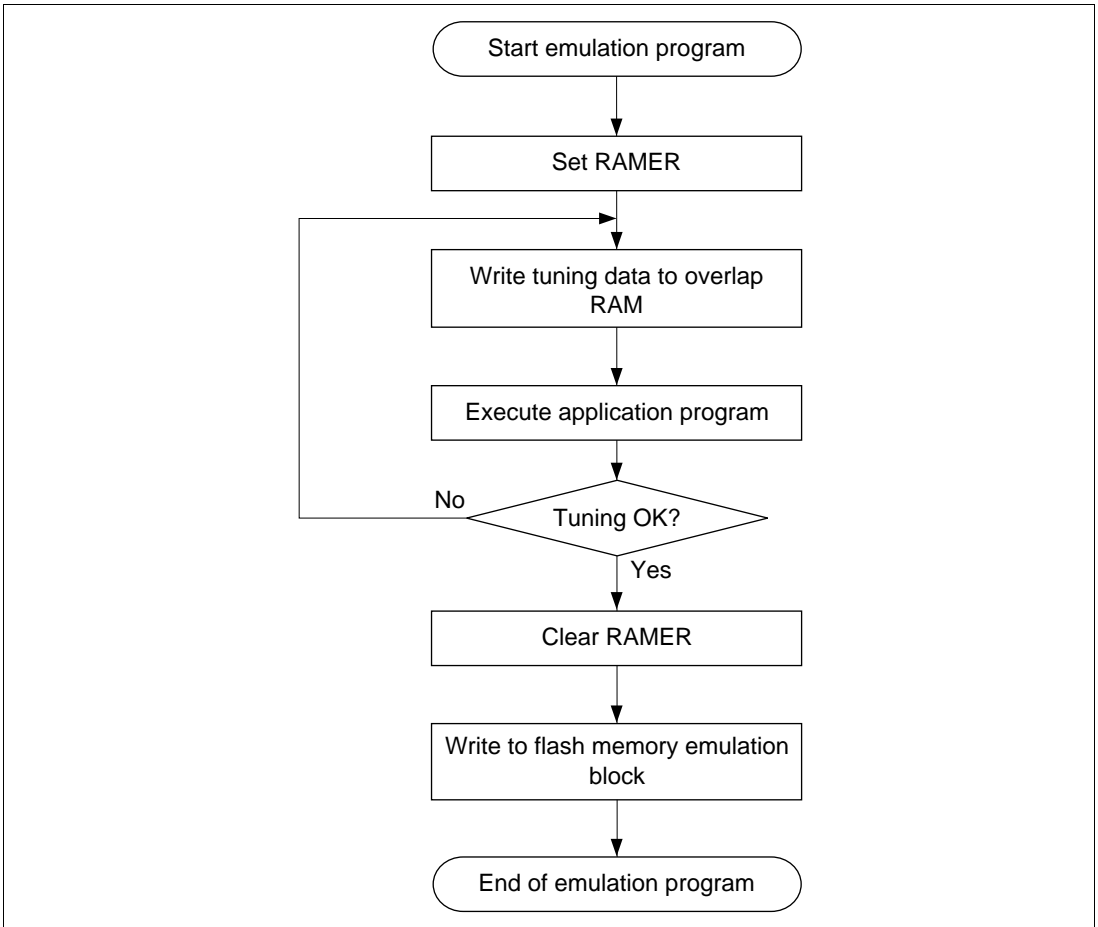 Start emulation program
Set RAMER
Write tuning data to overlap
RAM
Execute application program
No
Tuning OK?
Yes
Clear RAMER
Write to flash memory emulation
block
End of emulation program